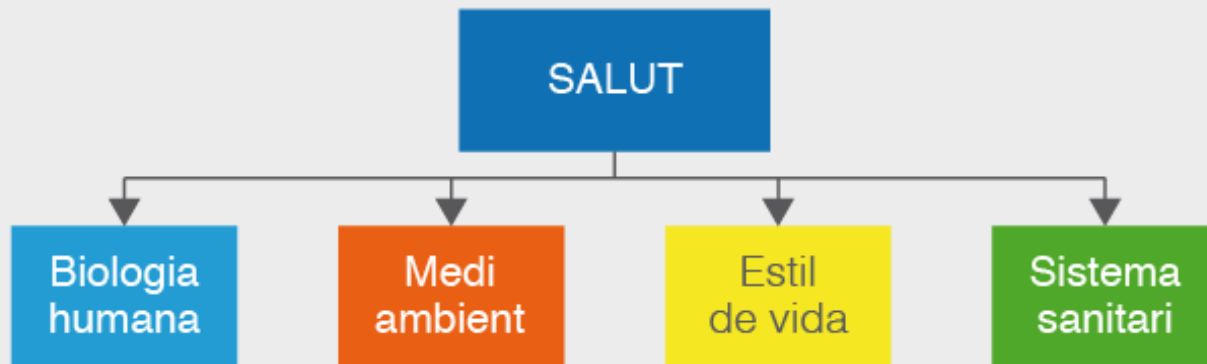 SALUT
Biologia
humana
Medi
ambient
Estil
de vida
Sistema
sanitari